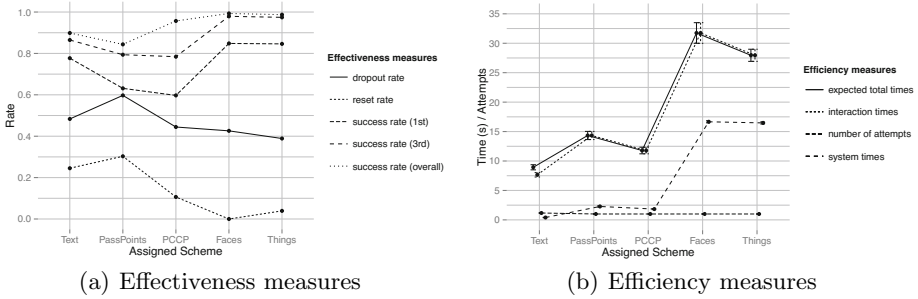 1.0
0.8
0.6
0.4
0.2
0.0
Rate
Text PassPoints PCCP Faces Things
Assigned Scheme
Effectiveness measures
dropout rate
reset rate
success rate (1st)
success rate (3rd)
success rate (overall)
(a) Effectiveness measures
35
30
25
20
15
10
5
0
Time (s) / Attempts
Text PassPoints PCCP Faces Things
Assigned Scheme
Efficiency measures
expected total times
interaction times
number of attempts
system times
(b) Efficiency measures